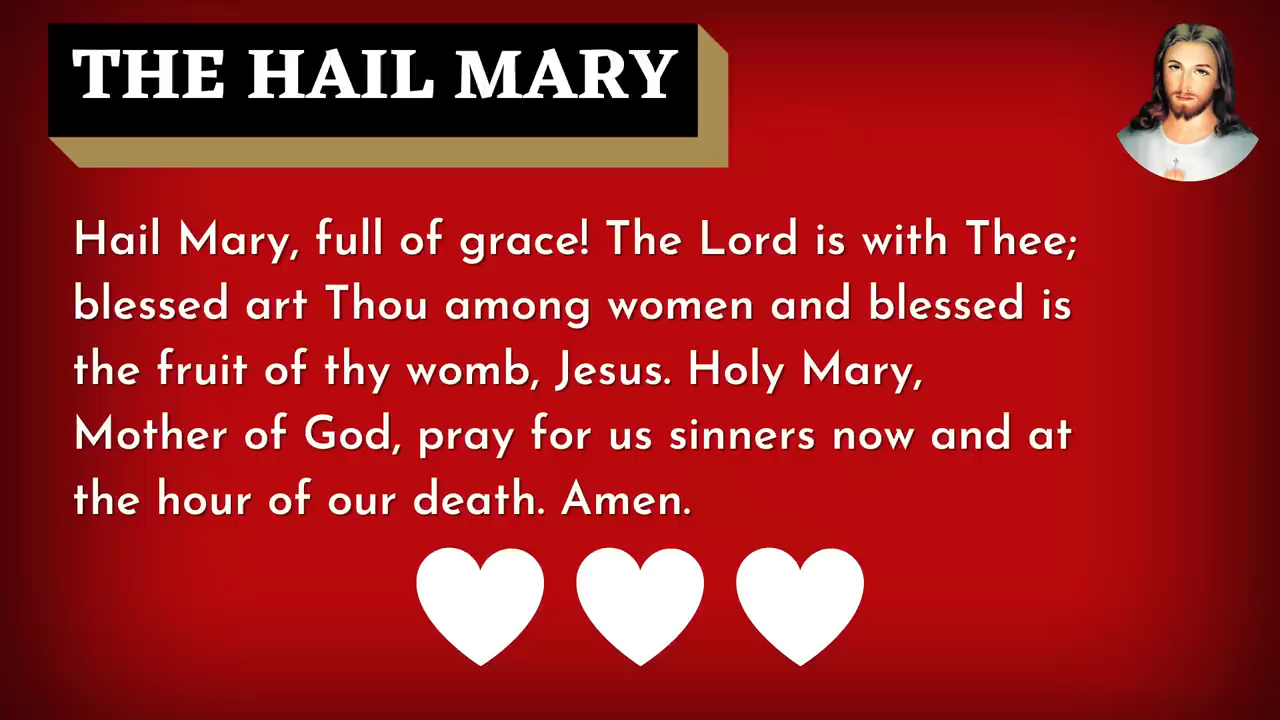 THE HAIL MARY
Hail Mary, full of grace! The Lord is with Thee;
blessed art Thou among women and blessed is
the fruit of thy womb, Jesus. Holy Mary,
Mother of God, pray for us sinners now and at
the hour of our death. Amen.